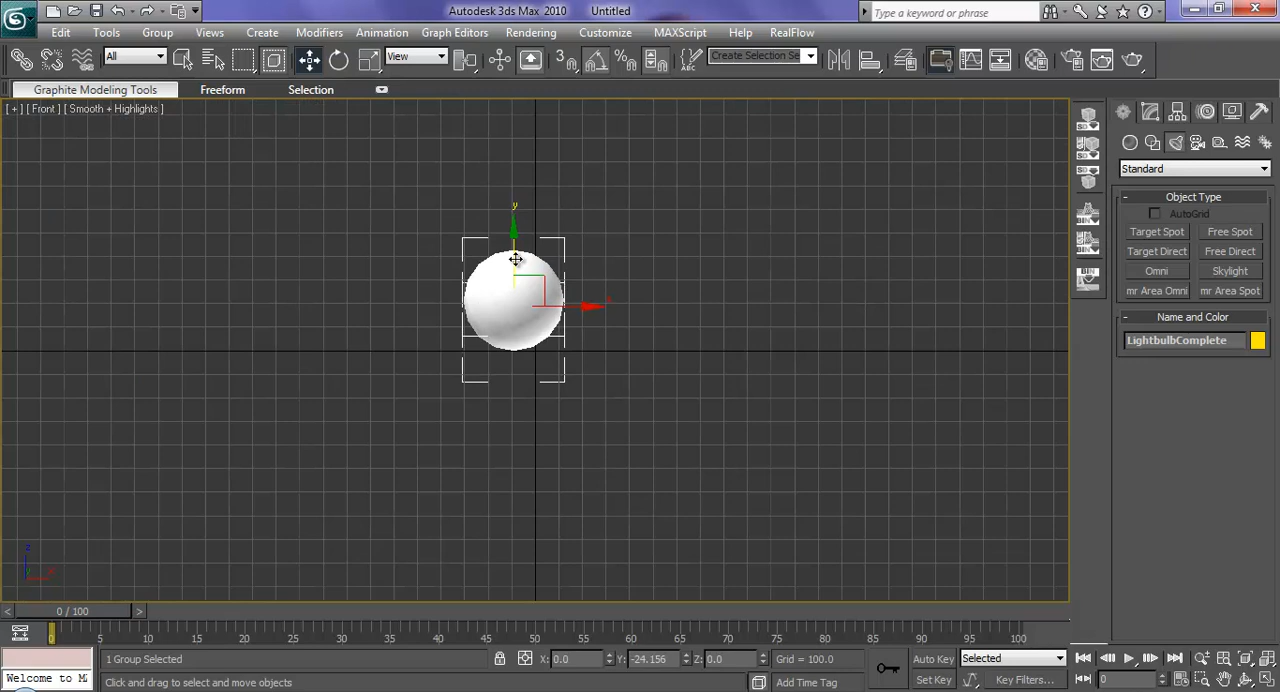 Autodesk 3ds Max 2010 Untitled Type a keyword or phrase
Edit Tools Group Views Create Modifiers Animation Graph Editors Rendering Customize MAXScript Help RealFlow
All View Create Selection Se
Graphite Modeling Tools Freeform Selection
[ + ] [ Front ] [ Smooth + Highlights ]
Standard
- Object Type
AutoGrid
Target Spot Free Spot
Target Direct Free Direct
Omni Skylight
mr Area Omni mr Area Spot
- Name and Color
LightbulbComplete
y
x
z
x
< 0 / 100 >
0 5 10 15 20 25 30 35 40 45 50 55 60 65 70 75 80 85 90 95 100
1 Group Selected X: 0.0 Y: -24.156 Z: 0.0 Grid = 100.0 Auto Key Selected
Welcome to M Click and drag to select and move objects Add Time Tag Set Key Key Filters... 0